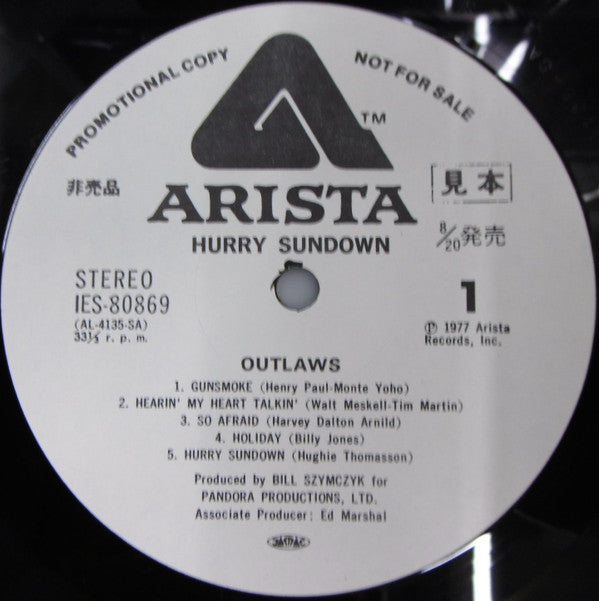 PROMOTIONAL COPY
NOT FOR SALE
TM
非売品
見本
ARISTA
8/20発売
HURRY SUNDOWN
STEREO
IES-80869
(AL-4135-SA)
33⅓ r. p. m.
1
℗ 1977 Arista
Records, Inc.
OUTLAWS
1. GUNSMOKE (Henry Paul-Monte Yoho)
2. HEARIN' MY HEART TALKIN' (Walt Meskell-Tim Martin)
3. SO AFRAID (Harvey Dalton Arnild)
4. HOLIDAY (Billy Jones)
5. HURRY SUNDOWN (Hughie Thomasson)
Produced by BILL SZYMCZYK for
PANDORA PRODUCTIONS, LTD.
Associate Producer: Ed Marshal
JASRAC